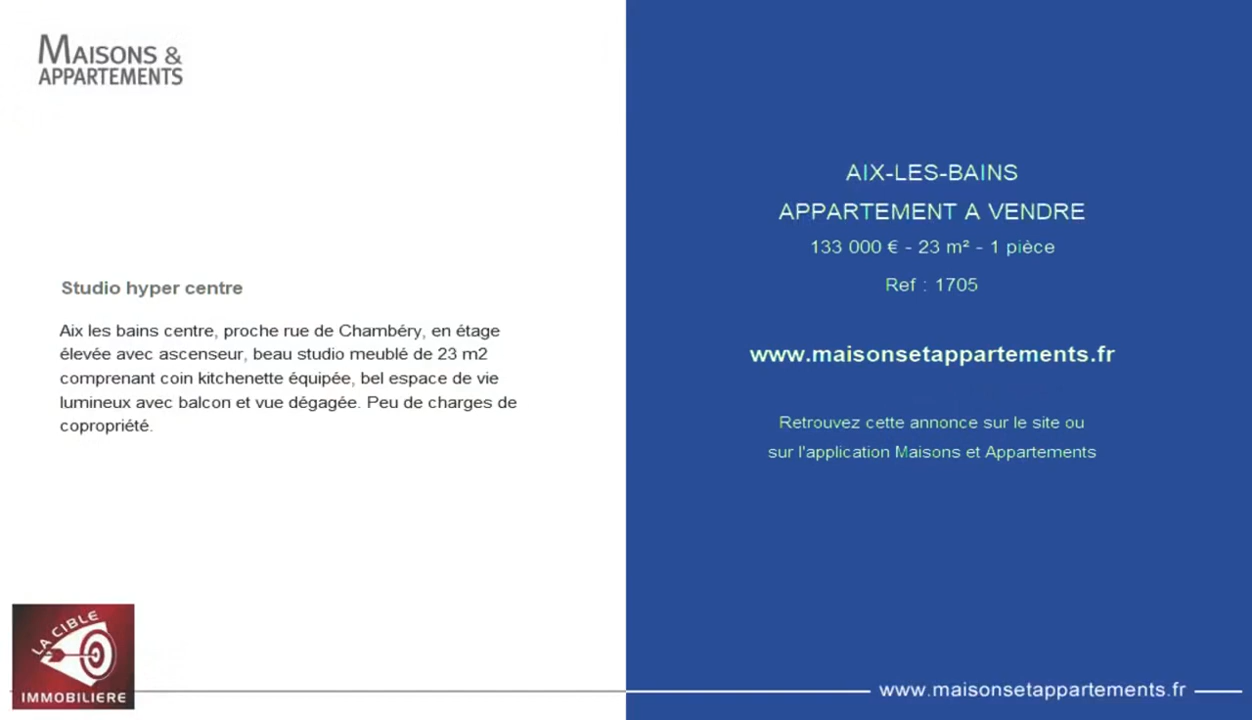 MAISONS &
APPARTEMENTS
Studio hyper centre
Aix les bains centre, proche rue de Chambéry, en étage
élevée avec ascenseur, beau studio meublé de 23 m2
comprenant coin kitchenette équipée, bel espace de vie
lumineux avec balcon et vue dégagée. Peu de charges de
copropriété.
LA CIBLE
IMMOBILIERE
AIX-LES-BAINS
APPARTEMENT A VENDRE
133 000 € - 23 m² - 1 pièce
Ref : 1705
www.maisonsetappartements.fr
Retrouvez cette annonce sur le site ou
sur l'application Maisons et Appartements
www.maisonsetappartements.fr